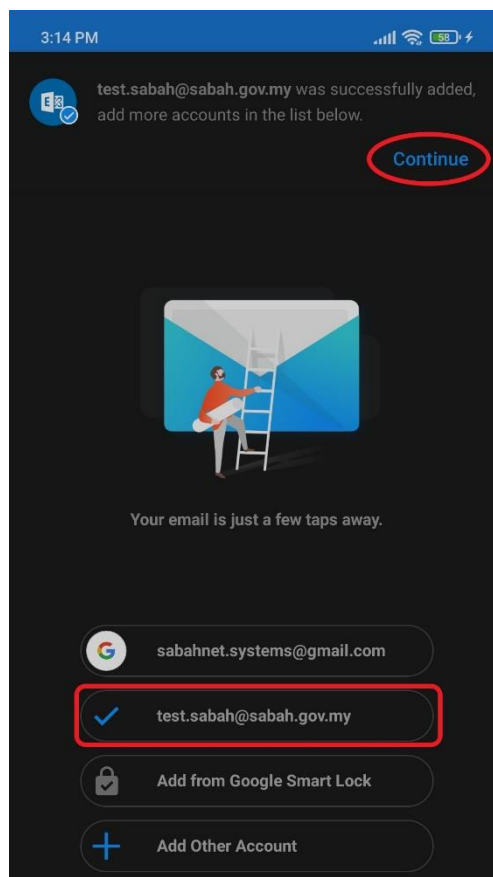 3:14 PM
58
test.sabah@sabah.gov.my was successfully added,
add more accounts in the list below.
Continue
Your email is just a few taps away.
sabahnet.systems@gmail.com
test.sabah@sabah.gov.my
Add from Google Smart Lock
Add Other Account